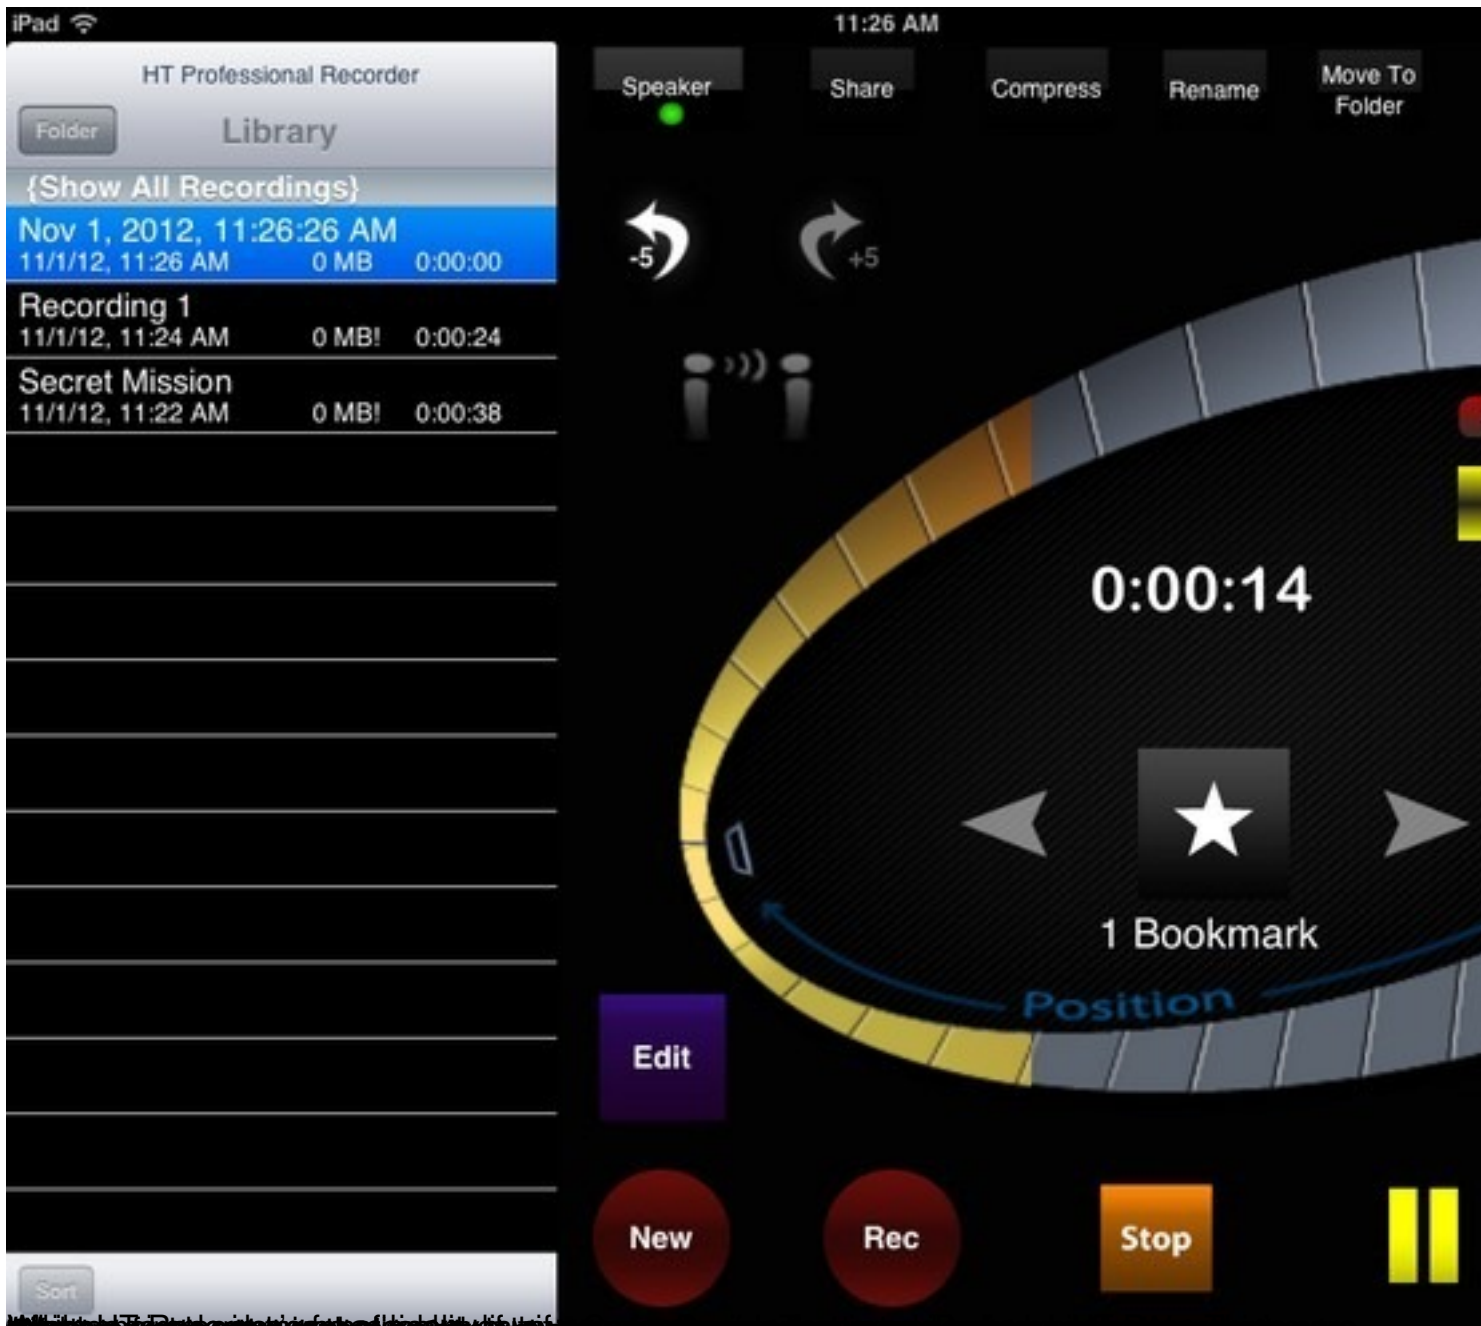 iPad
11:26 AM
HT Professional Recorder
Folder
Library
{Show All Recordings}
Nov 1, 2012, 11:26:26 AM
11/1/12, 11:26 AM 0 MB 0:00:00
Recording 1
11/1/12, 11:24 AM 0 MB! 0:00:24
Secret Mission
11/1/12, 11:22 AM 0 MB! 0:00:38
Sort
Speaker
Share
Compress
Rename
Move To
Folder
-5
+5
0:00:14
1 Bookmark
Position
Edit
New
Rec
Stop